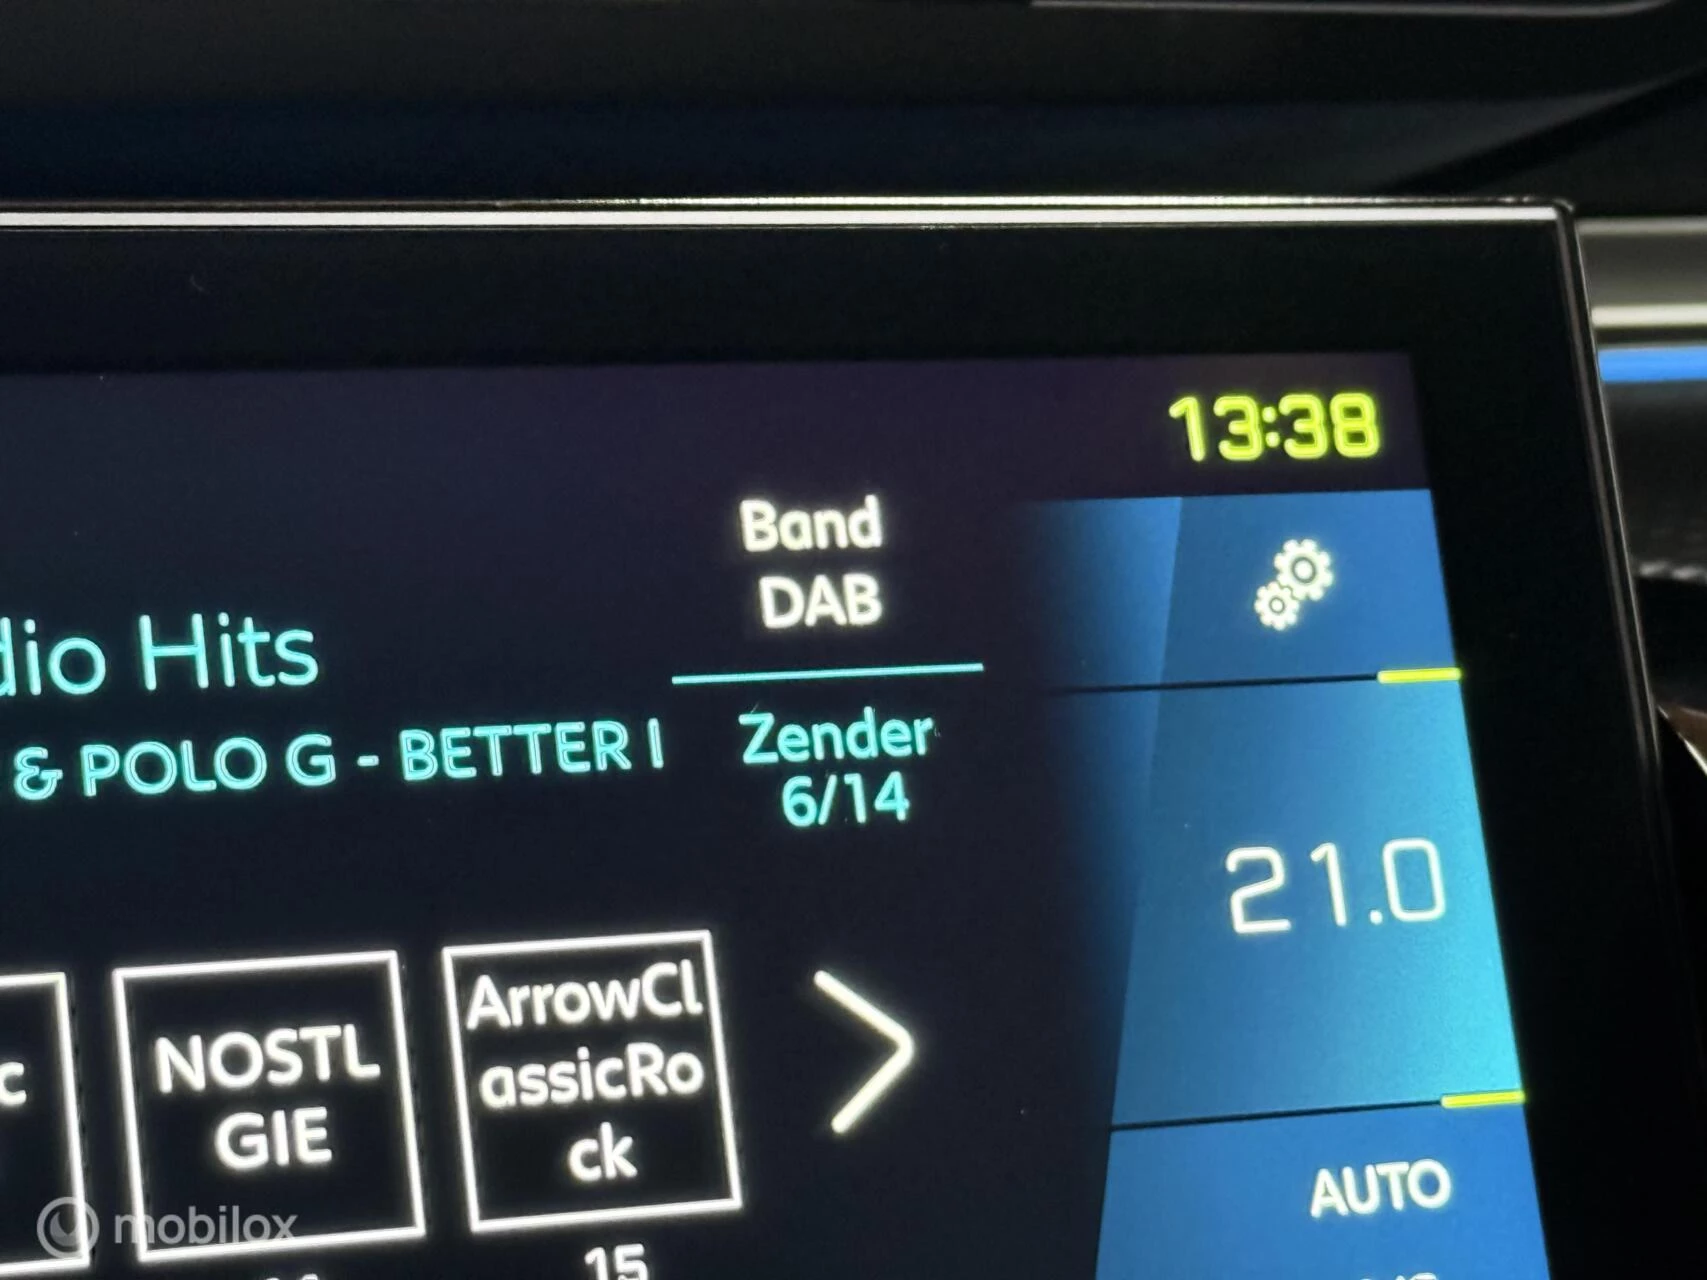 13:38
Band
DAB
dio Hits
& POLO G - BETTER I
Zender
6/14
21.0
c
NOSTL
GIE
ArrowCl
assicRo
ck
AUTO
15
mobilox